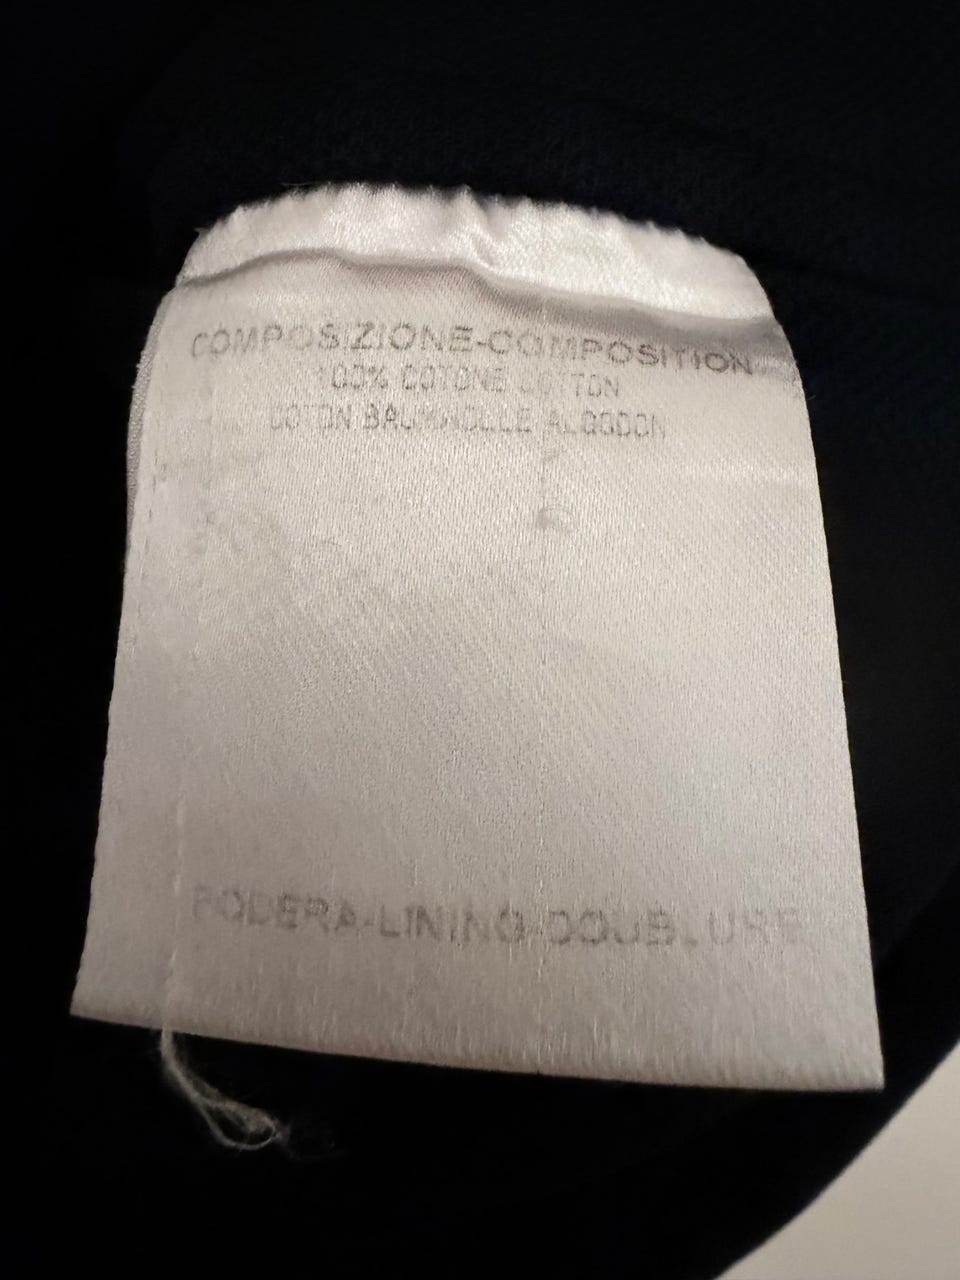 COMPOSIZIONE-COMPOSITION
100% COTONE COTTON
COTON BAUMWOLLE ALGODON
FODERA-LINING-DOUBLURE